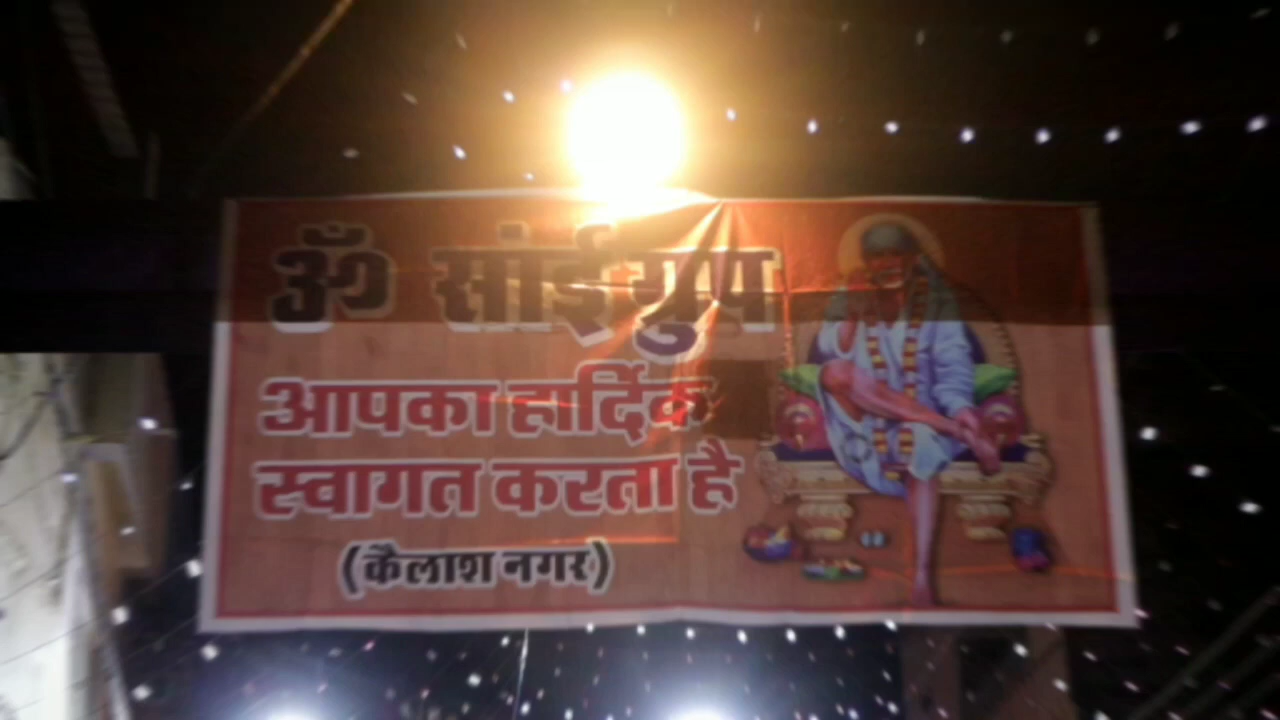 ॐ सांई ग्रुप
आपका हार्दिक
स्वागत करता है
(कैलाश नगर)